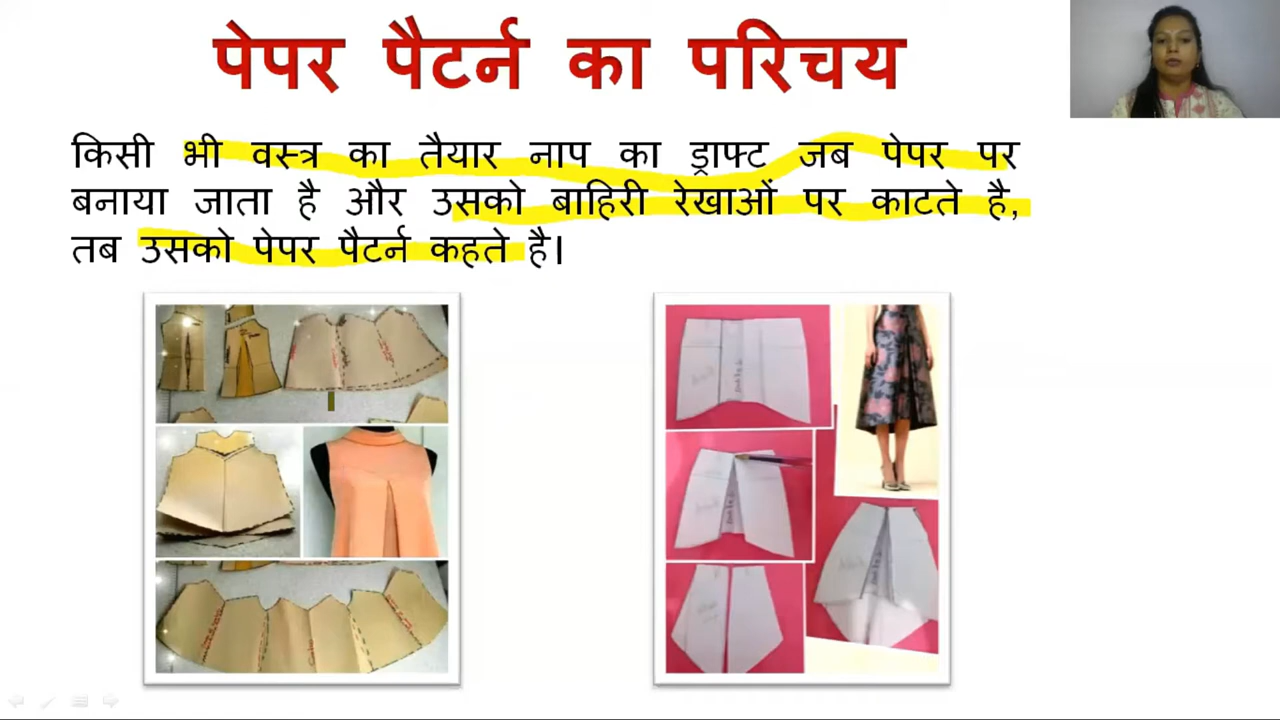 पेपर पैटर्न का परिचय
किसी भी वस्त्र का तैयार नाप का ड्राफ्ट जब पेपर पर
बनाया जाता है और उसको बाहिरी रेखाओं पर काटते है,
तब उसको पेपर पैटर्न कहते है।